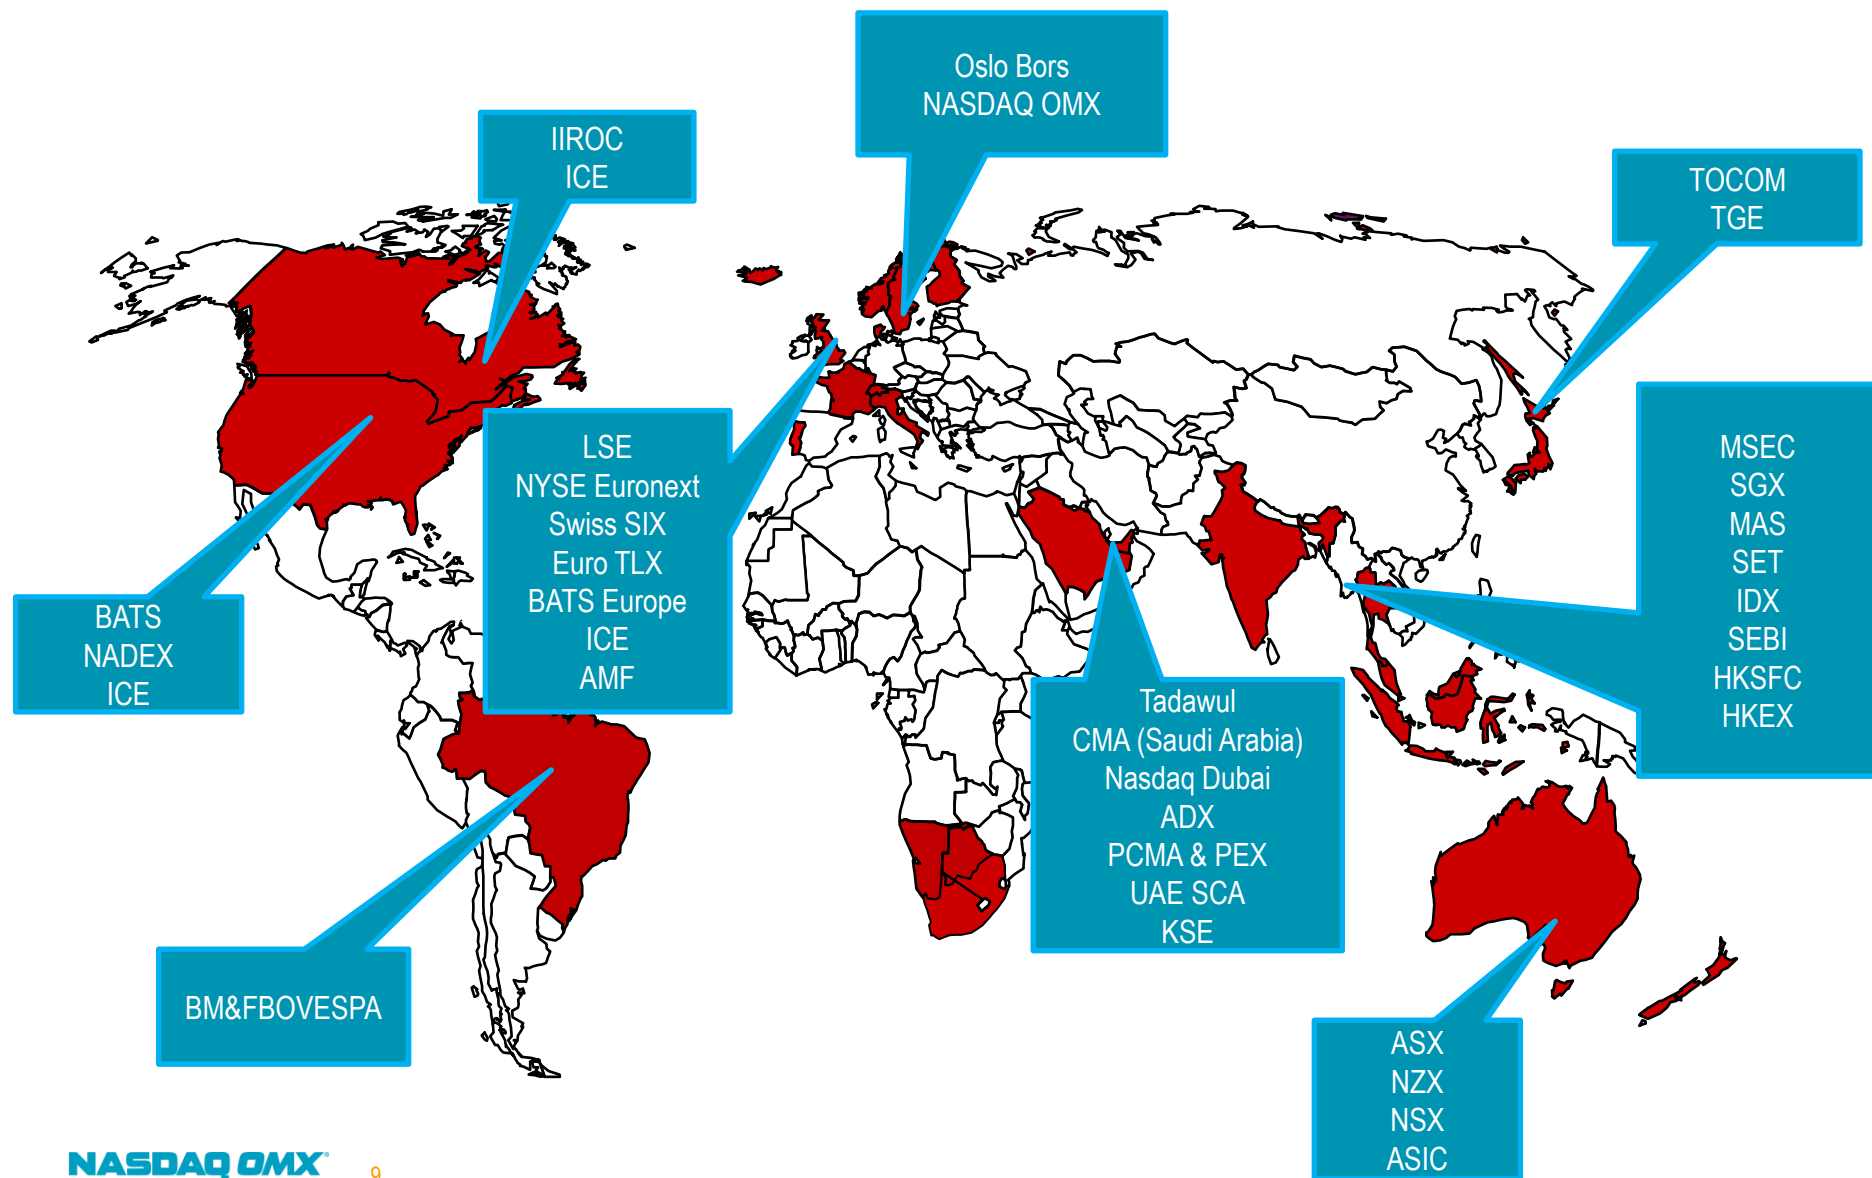 Oslo Bors
NASDAQ OMX
IIROC
ICE
TOCOM
TGE
LSE
NYSE Euronext
Swiss SIX
Euro TLX
BATS Europe
ICE
AMF
MSEC
SGX
MAS
SET
IDX
SEBI
HKSFC
HKEX
BATS
NADEX
ICE
Tadawul
CMA (Saudi Arabia)
Nasdaq Dubai
ADX
PCMA & PEX
UAE SCA
KSE
BM&FBOVESPA
ASX
NZX
NSX
ASIC
NASDAQ OMX®
9